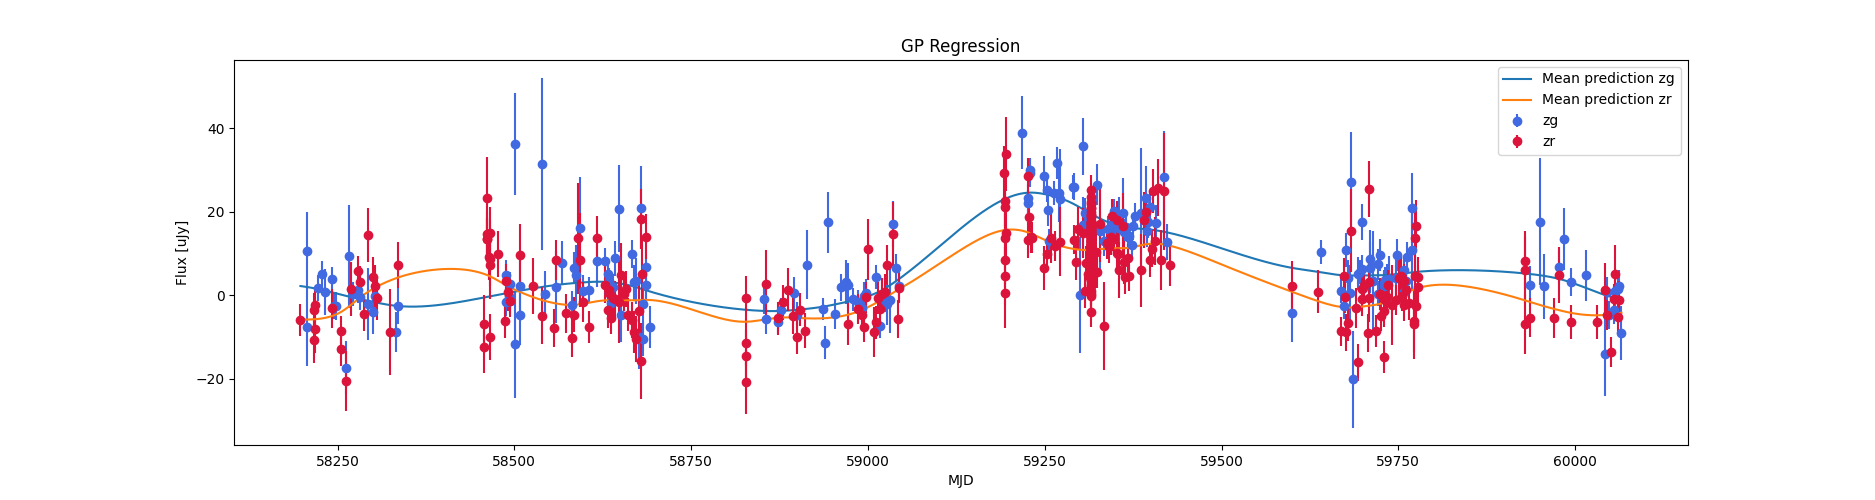 GP Regression
Mean prediction zg
Mean prediction zr
zg
zr
Flux [uJy]
40
20
0
−20
58250
58500
58750
59000
59250
59500
59750
60000
MJD